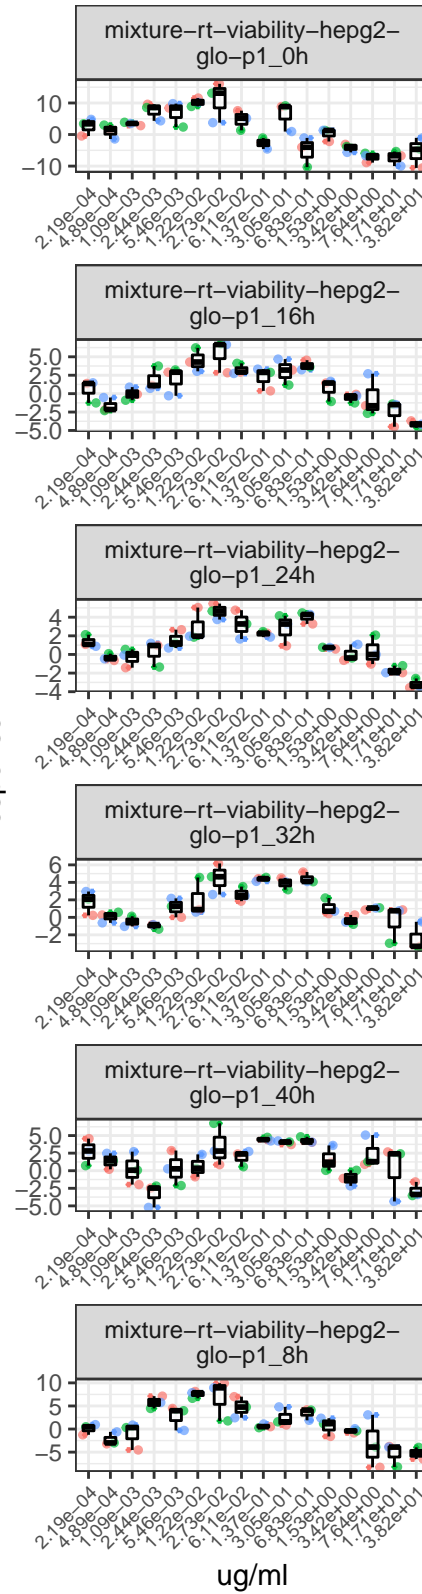 mixture−rt−viability−hepg2−
glo−p1_0h
10
0
−10
2.19e−04
4.89e−04
1.09e−03
2.44e−03
5.46e−03
1.22e−02
2.73e−02
6.11e−02
1.37e−01
3.05e−01
6.83e−01
1.53e+00
3.42e+00
7.64e+00
1.71e+01
3.82e+01
mixture−rt−viability−hepg2−
glo−p1_16h
5.0
2.5
0.0
−2.5
−5.0
2.19e−04
4.89e−04
1.09e−03
2.44e−03
5.46e−03
1.22e−02
2.73e−02
6.11e−02
1.37e−01
3.05e−01
6.83e−01
1.53e+00
3.42e+00
7.64e+00
1.71e+01
3.82e+01
mixture−rt−viability−hepg2−
glo−p1_24h
4
2
0
−2
−4
2.19e−04
4.89e−04
1.09e−03
2.44e−03
5.46e−03
1.22e−02
2.73e−02
6.11e−02
1.37e−01
3.05e−01
6.83e−01
1.53e+00
3.42e+00
7.64e+00
1.71e+01
3.82e+01
mixture−rt−viability−hepg2−
glo−p1_32h
6
4
2
0
−2
2.19e−04
4.89e−04
1.09e−03
2.44e−03
5.46e−03
1.22e−02
2.73e−02
6.11e−02
1.37e−01
3.05e−01
6.83e−01
1.53e+00
3.42e+00
7.64e+00
1.71e+01
3.82e+01
mixture−rt−viability−hepg2−
glo−p1_40h
5.0
2.5
0.0
−2.5
−5.0
2.19e−04
4.89e−04
1.09e−03
2.44e−03
5.46e−03
1.22e−02
2.73e−02
6.11e−02
1.37e−01
3.05e−01
6.83e−01
1.53e+00
3.42e+00
7.64e+00
1.71e+01
3.82e+01
mixture−rt−viability−hepg2−
glo−p1_8h
10
5
0
−5
2.19e−04
4.89e−04
1.09e−03
2.44e−03
5.46e−03
1.22e−02
2.73e−02
6.11e−02
1.37e−01
3.05e−01
6.83e−01
1.53e+00
3.42e+00
7.64e+00
1.71e+01
3.82e+01
ug/ml